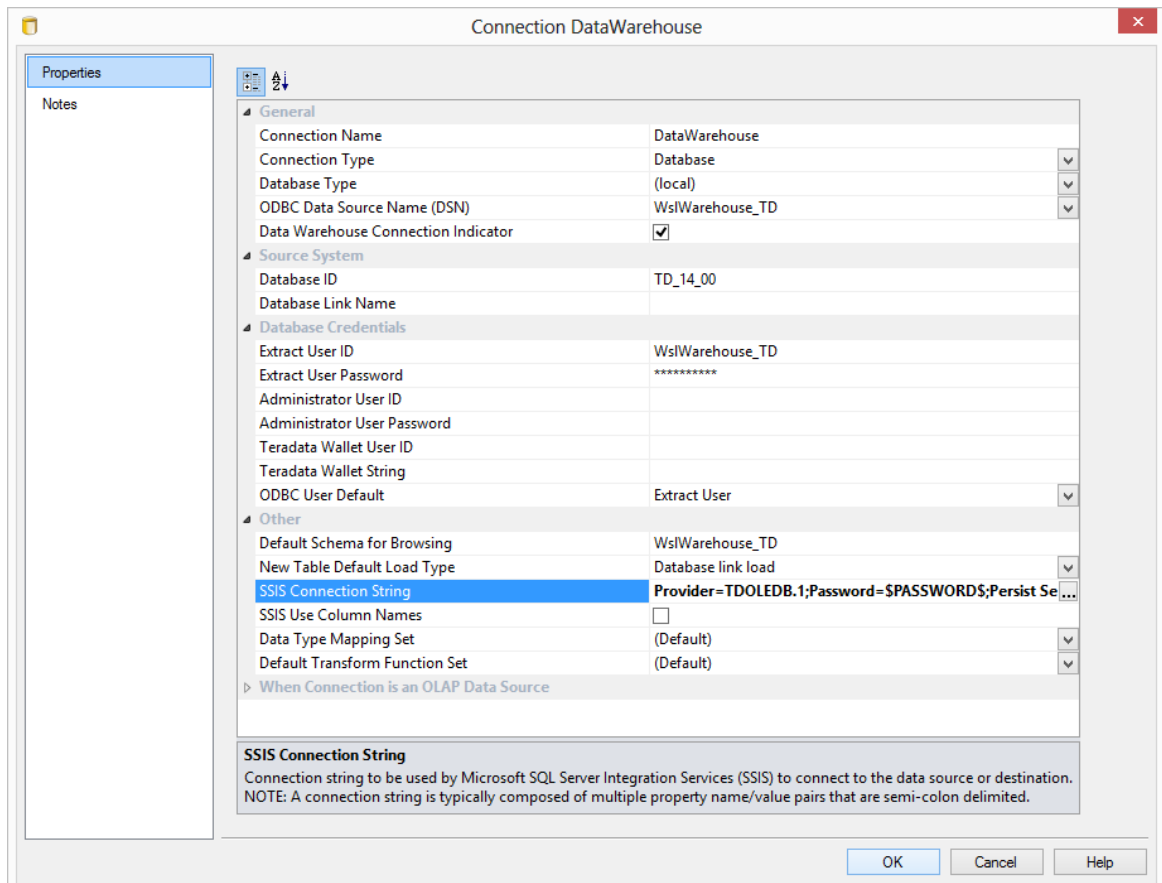 Connection DataWarehouse
Properties
Notes
General
Connection Name DataWarehouse
Connection Type Database
Database Type (local)
ODBC Data Source Name (DSN) WslWarehouse_TD
Data Warehouse Connection Indicator
Source System
Database ID TD_14_00
Database Link Name
Database Credentials
Extract User ID WslWarehouse_TD
Extract User Password **********
Administrator User ID
Administrator User Password
Teradata Wallet User ID
Teradata Wallet String
ODBC User Default Extract User
Other
Default Schema for Browsing WslWarehouse_TD
New Table Default Load Type Database link load
SSIS Connection String Provider=TDOLEDB.1;Password=$PASSWORD$;Persist Se ...
SSIS Use Column Names
Data Type Mapping Set (Default)
Default Transform Function Set (Default)
When Connection is an OLAP Data Source
SSIS Connection String
Connection string to be used by Microsoft SQL Server Integration Services (SSIS) to connect to the data source or destination.
NOTE: A connection string is typically composed of multiple property name/value pairs that are semi-colon delimited.
OK Cancel Help